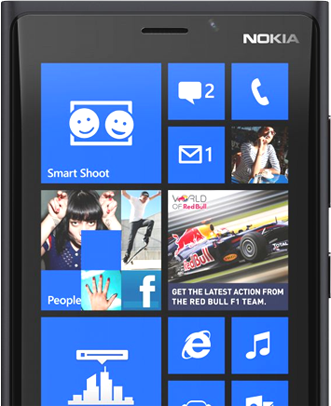 NOKIA
2
1
Smart Shoot
People
WORLD
OF Red Bull
GET THE LATEST ACTION FROM
THE RED BULL F1 TEAM.